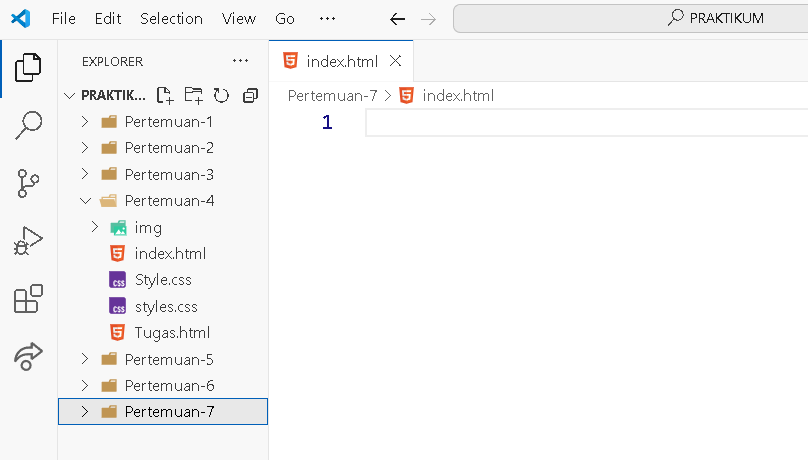 File Edit Selection View Go ··· PRAKTIKUM
EXPLORER ···
index.html
PRAKTIK...
Pertemuan-7 > index.html
1
Pertemuan-1
Pertemuan-2
Pertemuan-3
Pertemuan-4
img
index.html
CSS Style.css
CSS styles.css
Tugas.html
Pertemuan-5
Pertemuan-6
Pertemuan-7